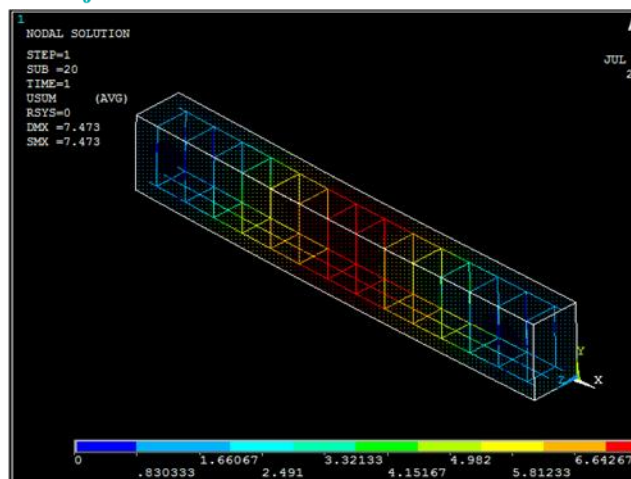 1
NODAL SOLUTION
STEP=1
SUB =20
TIME=1
USUM (AVG)
RSYS=0
DMX =7.473
SMX =7.473
JUL
Y
Z
X
0
1.66067
3.32133
4.982
6.64267
.830333
2.491
4.15167
5.81233